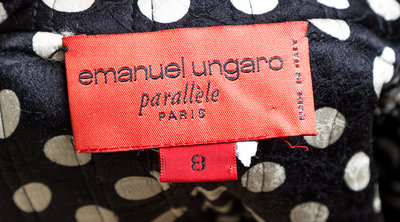 emanuel ungaro
parallèle
PARIS
MADE IN ITALY
8